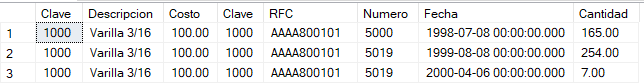 Clave Descripcion Costo Clave RFC Numero Fecha Cantidad
1 1000 Varilla 3/16 100.00 1000 AAAA800101 5000 1998-07-08 00:00:00.000 165.00
2 1000 Varilla 3/16 100.00 1000 AAAA800101 5019 1999-08-08 00:00:00.000 254.00
3 1000 Varilla 3/16 100.00 1000 AAAA800101 5019 2000-04-06 00:00:00.000 7.00